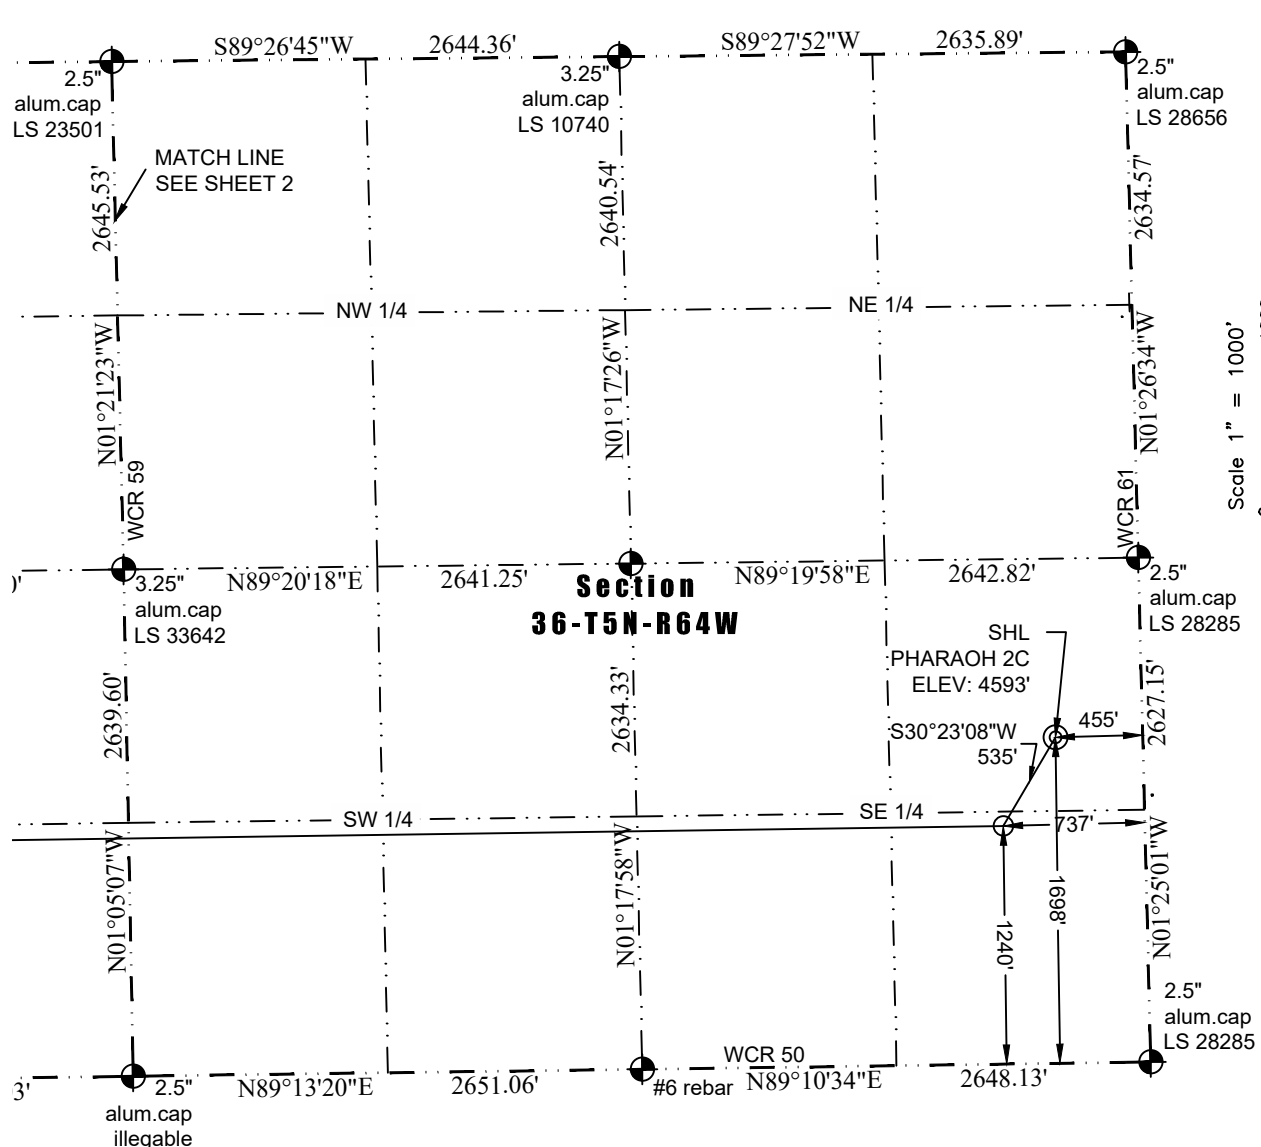 S89°26'45"W
2644.36'
S89°27'52"W
2635.89'
2.5"
alum.cap
LS 23501
3.25"
alum.cap
LS 10740
2.5"
alum.cap
LS 28656
MATCH LINE
SEE SHEET 2
2645.53'
2640.54'
2634.57'
NW 1/4
NE 1/4
N01°21'23"W
N01°17'26"W
N01°26'34"W
Scale 1" = 1000'
WCR 59
WCR 61
3.25"
alum.cap
LS 33642
N89°20'18"E
2641.25'
N89°19'58"E
2642.82'
2.5"
alum.cap
LS 28285
Section
36-T5N-R64W
SHL
PHARAOH 2C
ELEV: 4593'
2639.60'
2634.33'
2627.15'
S30°23'08"W
535'
455'
SW 1/4
SE 1/4
737'
N01°05'07"W
N01°17'58"W
N01°25'01"W
1240'
1698'
2.5"
alum.cap
LS 28285
2.5"
alum.cap
illegable
N89°13'20"E
2651.06'
#6 rebar
WCR 50
N89°10'34"E
2648.13'
3'